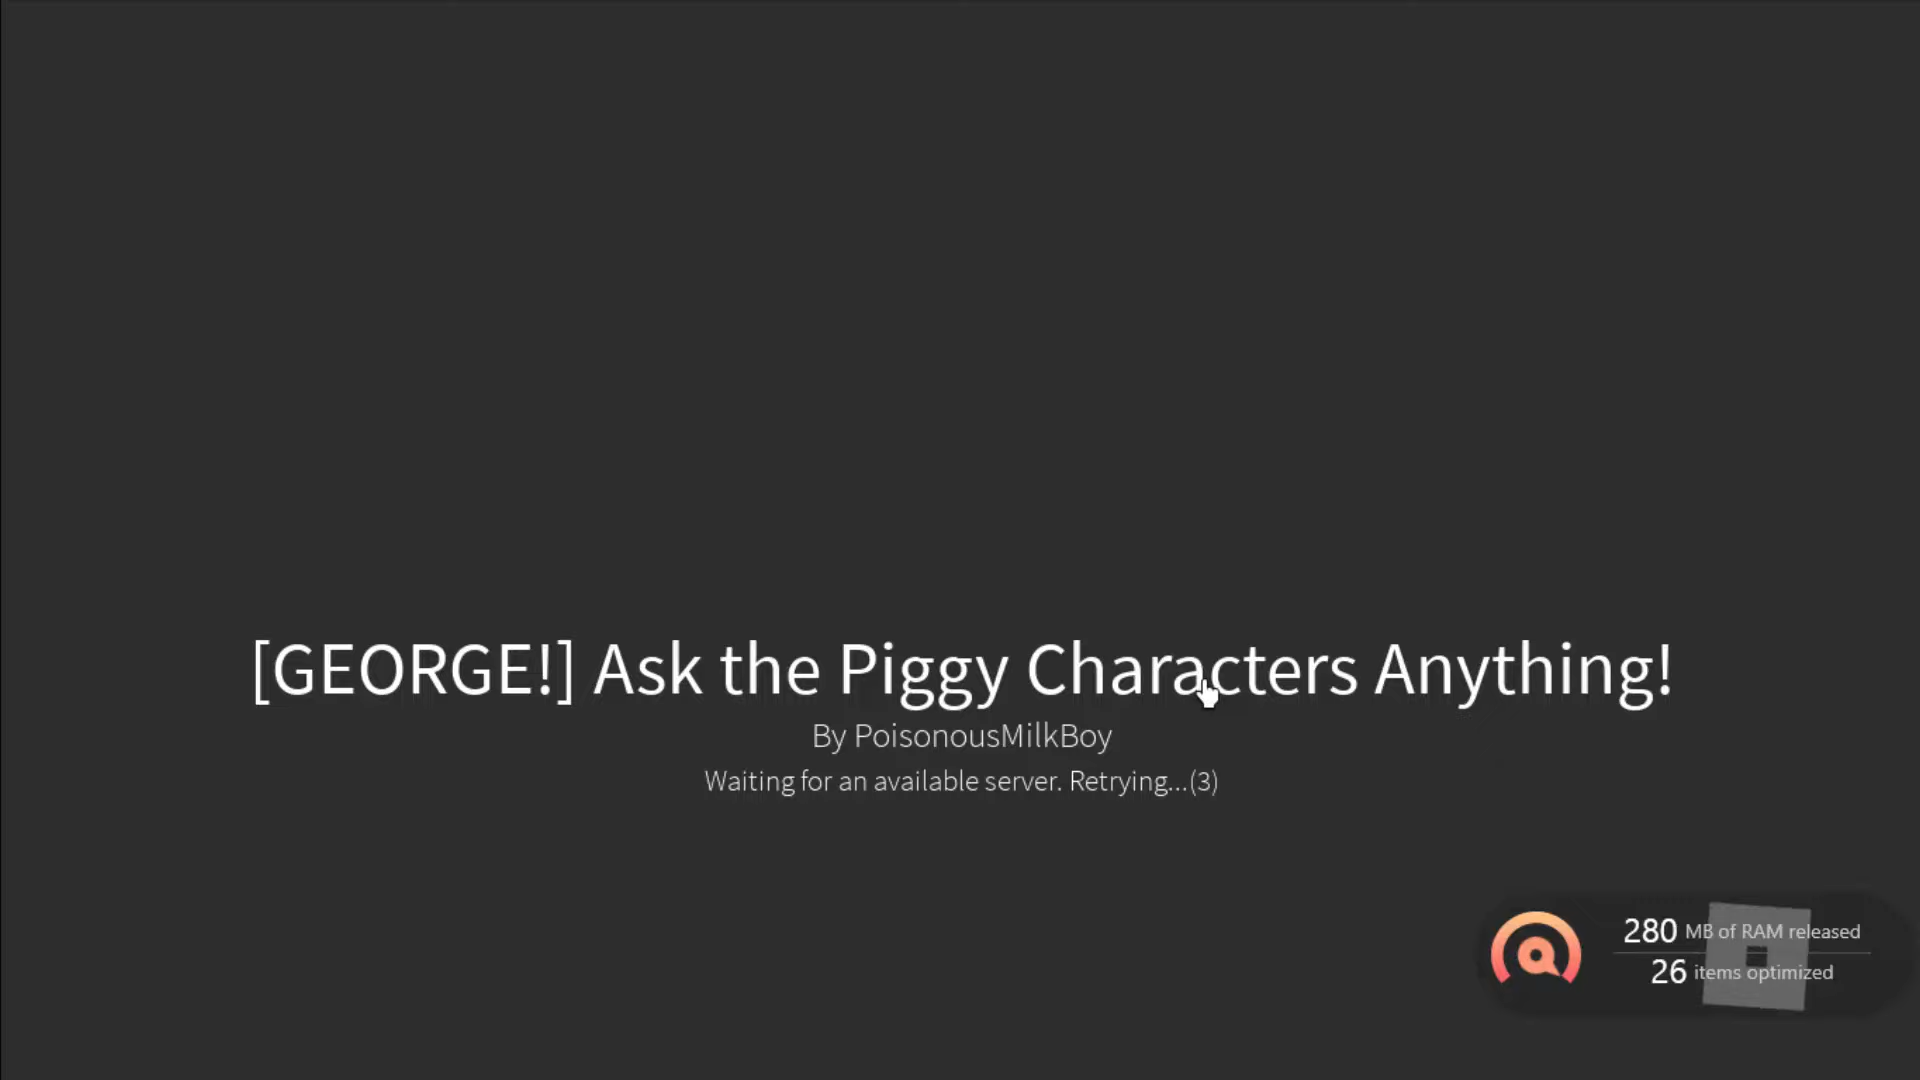 [GEORGE!] Ask the Piggy Characters Anything!
By PoisonousMilkBoy
Waiting for an available server. Retrying...(3)
280 MB of RAM released
26 items optimized